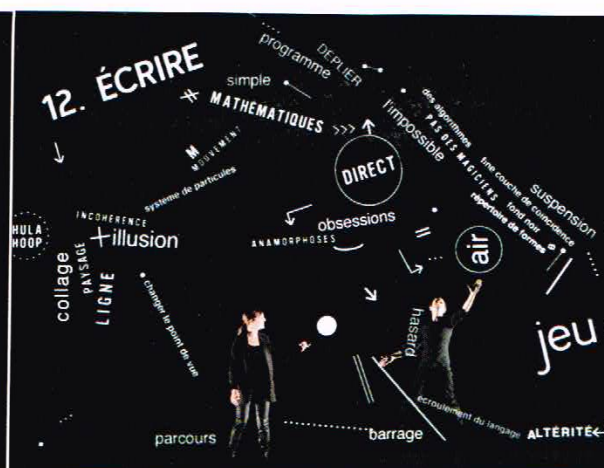 12. ÉCRIRE
programme
DÉPLIER
simple
MATHÉMATIQUES >>>
l'impossible
des algorithmes
PAS DES MAGICIENS
fine couche de coïncidence
suspension
fond noir
répertoire de formes
M
MOUVEMENT
système de particules
DIRECT
obsessions
ANAMORPHOSES
=
air
HULA
HOOP
INCOHÉRENCE
+illusion
collage
PAYSAGE
LIGNE
changer le point de vue
hasard
jeu
écroulement du langage
ALTÉRITÉ
parcours
barrage